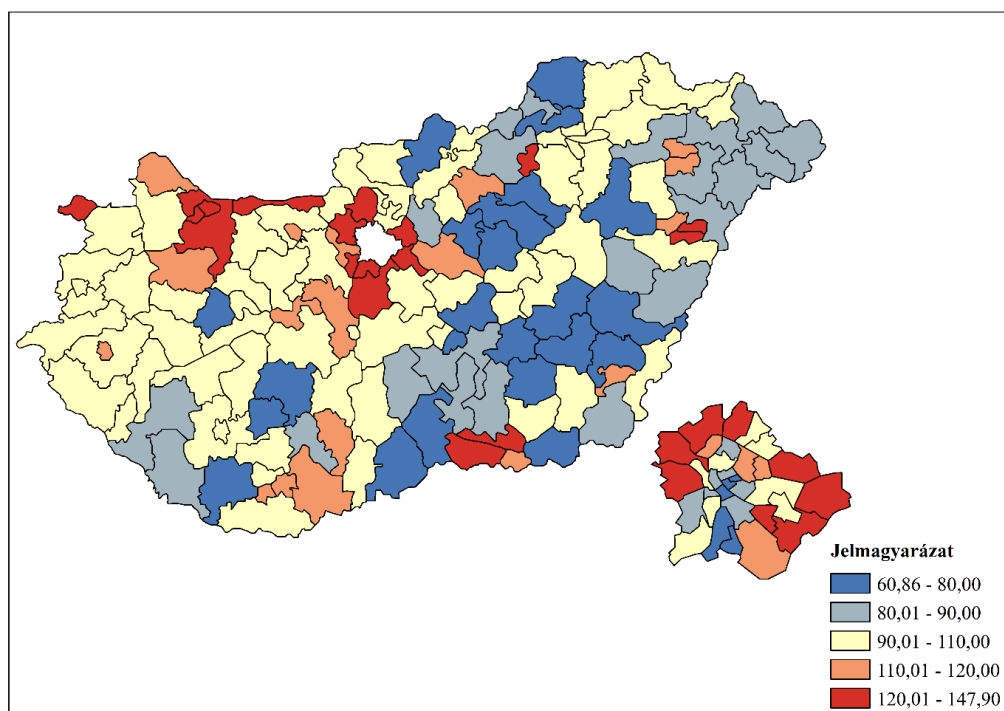 Jelmagyarázat
60,86 - 80,00
80,01 - 90,00
90,01 - 110,00
110,01 - 120,00
120,01 - 147,90